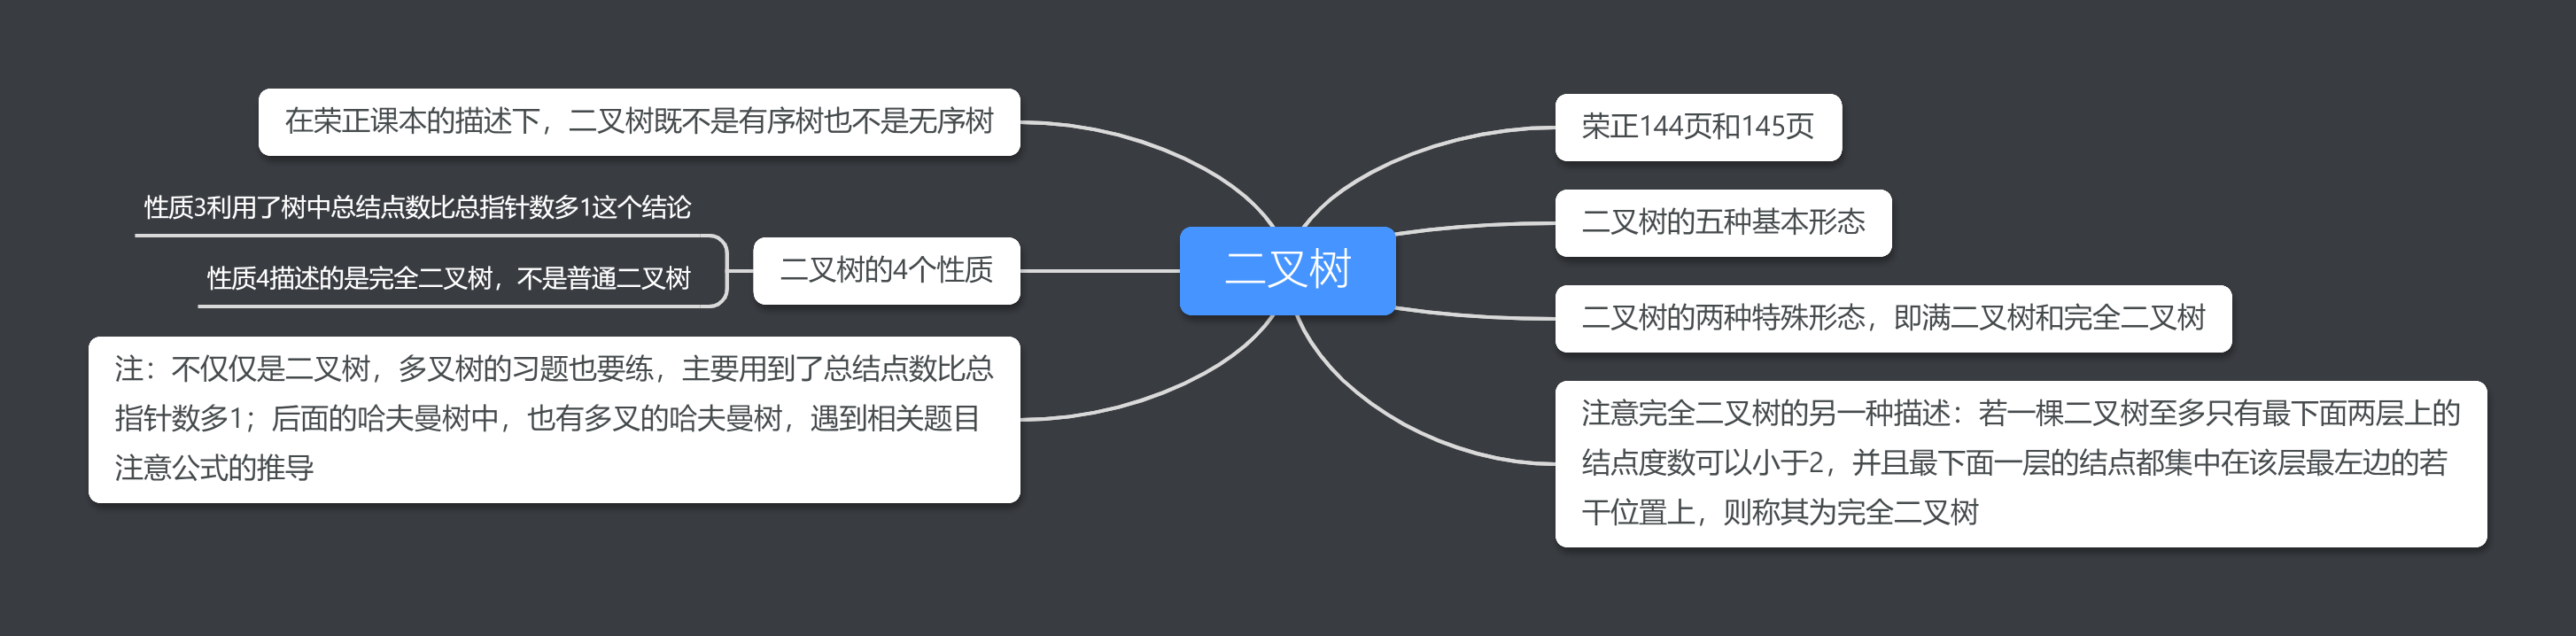 二叉树
荣正144页和145页
二叉树的五种基本形态
二叉树的两种特殊形态，即满二叉树和完全二叉树
注意完全二叉树的另一种描述：若一棵二叉树至多只有最下面两层上的
结点度数可以小于2，并且最下面一层的结点都集中在该层最左边的若
干位置上，则称其为完全二叉树
在荣正课本的描述下，二叉树既不是有序树也不是无序树
二叉树的4个性质
性质3利用了树中总结点数比总指针数多1这个结论
性质4描述的是完全二叉树，不是普通二叉树
注：不仅仅是二叉树，多叉树的习题也要练，主要用到了总结点数比总
指针数多1；后面的哈夫曼树中，也有多叉的哈夫曼树，遇到相关题目
注意公式的推导